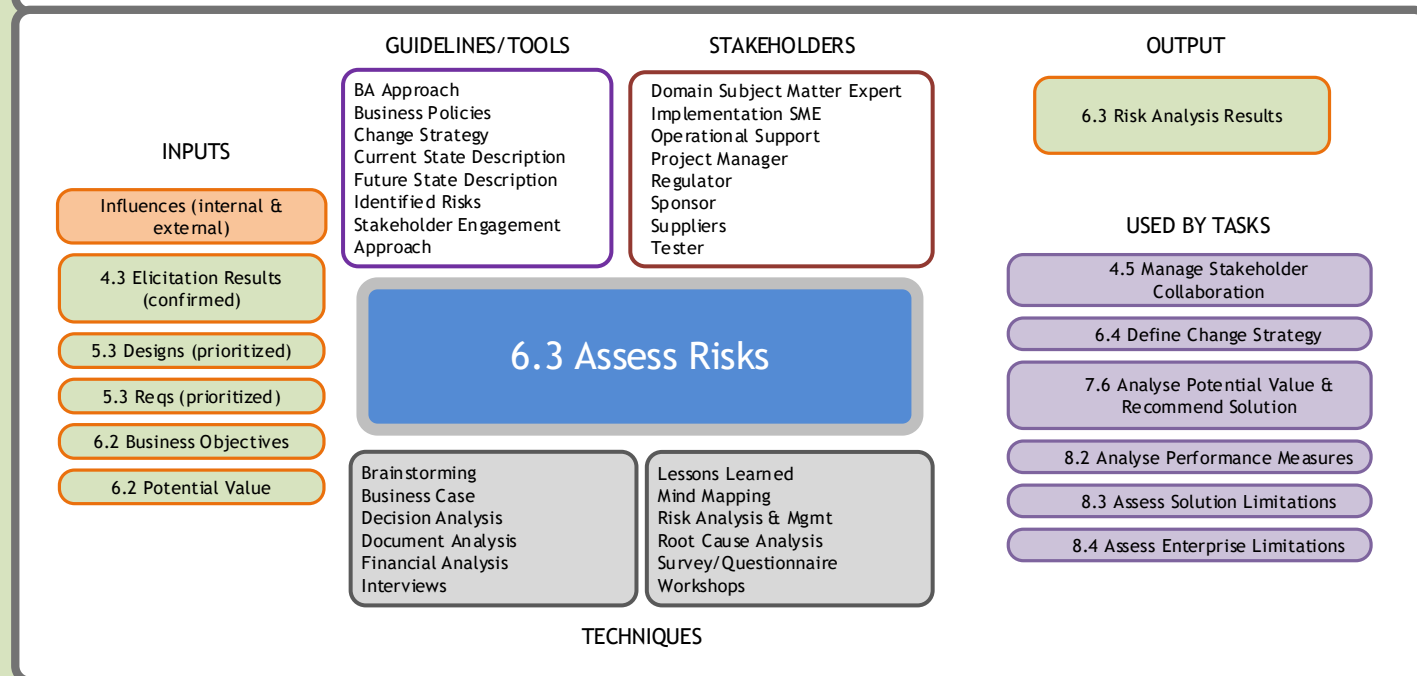 GUIDELINES/TOOLS
BA Approach
Business Policies
Change Strategy
Current State Description
Future State Description
Identified Risks
Stakeholder Engagement
Approach
STAKEHOLDERS
Domain Subject Matter Expert
Implementation SME
Operational Support
Project Manager
Regulator
Sponsor
Suppliers
Tester
OUTPUT
6.3 Risk Analysis Results
INPUTS
Influences (internal &
external)
4.3 Elicitation Results
(confirmed)
5.3 Designs (prioritized)
5.3 Reqs (prioritized)
6.2 Business Objectives
6.2 Potential Value
6.3 Assess Risks
USED BY TASKS
4.5 Manage Stakeholder
Collaboration
6.4 Define Change Strategy
7.6 Analyse Potential Value &
Recommend Solution
8.2 Analyse Performance Measures
8.3 Assess Solution Limitations
8.4 Assess Enterprise Limitations
Brainstorming
Business Case
Decision Analysis
Document Analysis
Financial Analysis
Interviews
Lessons Learned
Mind Mapping
Risk Analysis & Mgmt
Root Cause Analysis
Survey/Questionnaire
Workshops
TECHNIQUES